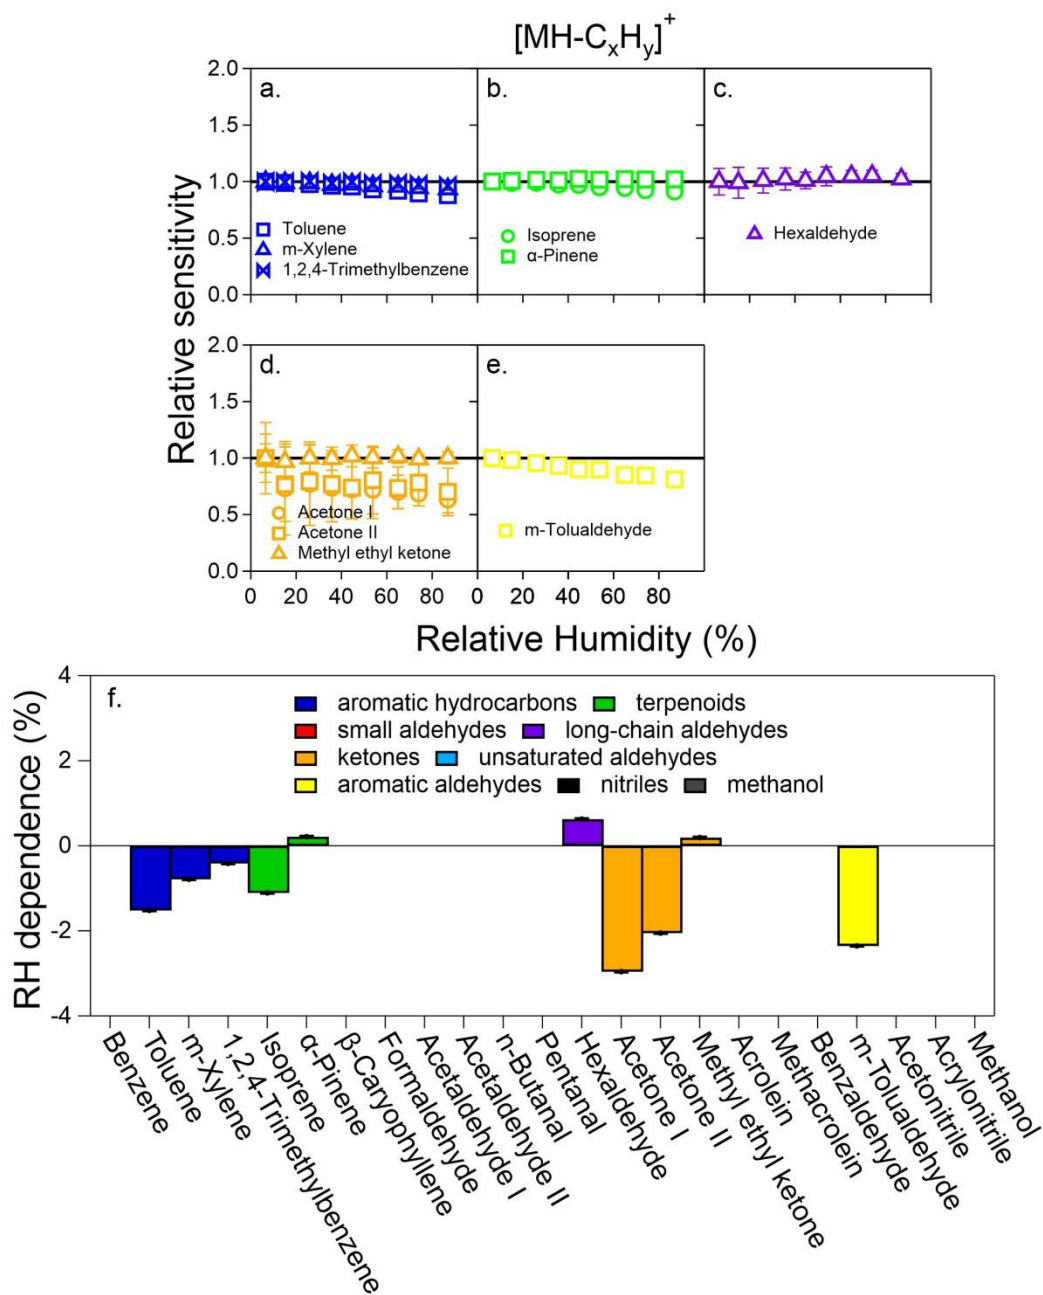 [MH-CxHy]+
Relative sensitivity
2.0
1.5
1.0
0.5
0.0
a.
Toluene
m-Xylene
1,2,4-Trimethylbenzene
b.
Isoprene
α-Pinene
c.
Hexaldehyde
2.0
1.5
1.0
0.5
0.0
d.
Acetone I
Acetone II
Methyl ethyl ketone
0 20 40 60 80
e.
m-Tolualdehyde
0 20 40 60 80
Relative Humidity (%)
RH dependence (%)
4
2
0
-2
-4
f.
aromatic hydrocarbons terpenoids
small aldehydes long-chain aldehydes
ketones unsaturated aldehydes
aromatic aldehydes nitriles methanol
Benzene
Toluene
m-Xylene
1,2,4-Trimethylbenzene
Isoprene
α-Pinene
β-Caryophyllene
Formaldehyde
Acetaldehyde I
Acetaldehyde II
n-Butanal
Pentanal
Hexaldehyde
Acetone I
Acetone II
Methyl ethyl ketone
Acrolein
Methacrolein
Benzaldehyde
m-Tolualdehyde
Acetonitrile
Acrylonitrile
Methanol